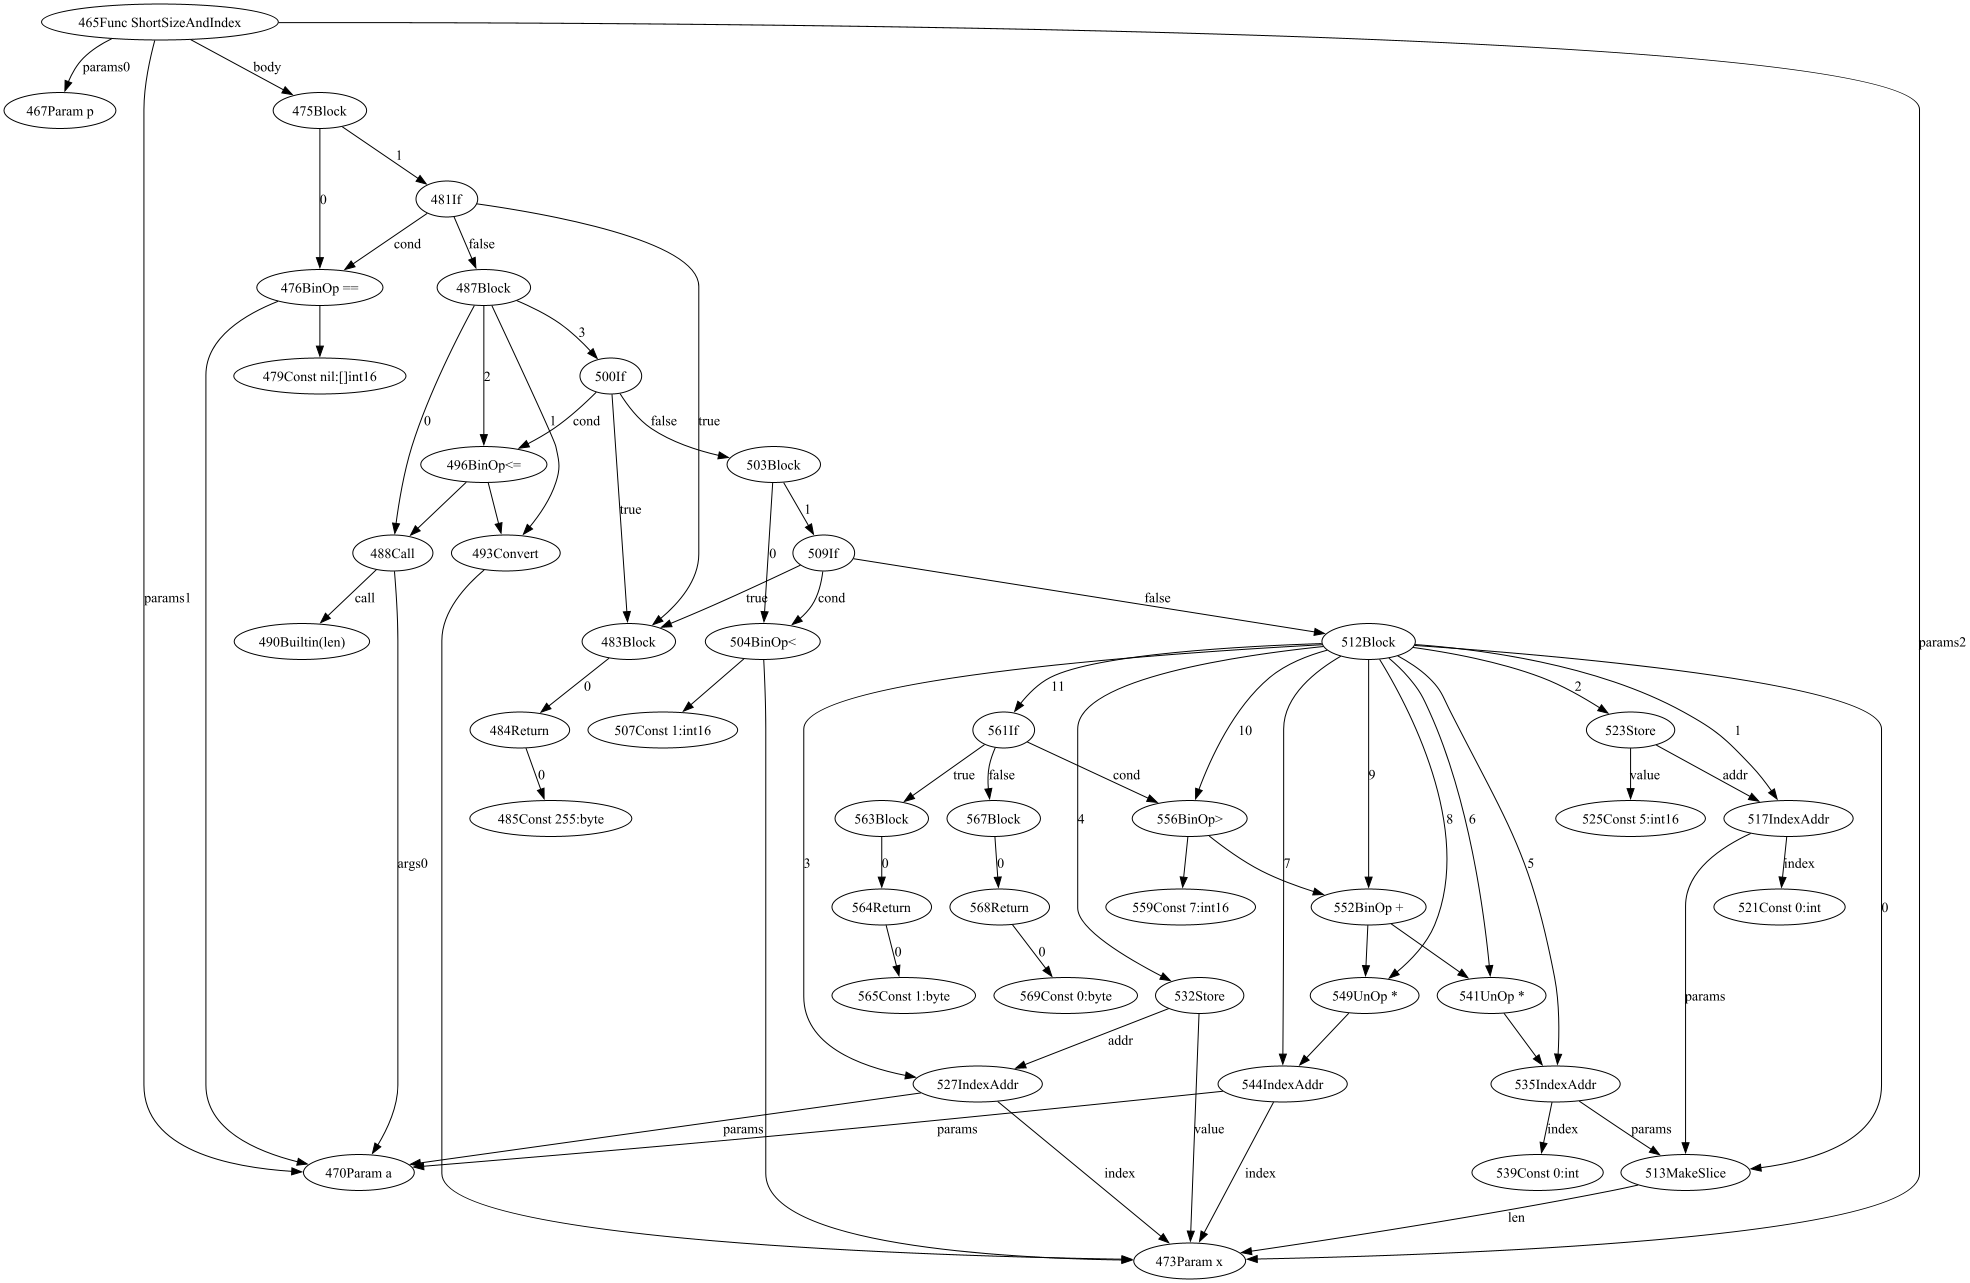 465Func ShortSizeAndIndex
params0
body
467Param p
475Block
1
481If
0
cond
false
476BinOp ==
487Block
3
479Const nil:[]int16
2
500If
0
1
cond
false
true
496BinOp<=
503Block
true
1
488Call
493Convert
0
509If
params1
call
true
cond
false
490Builtin(len)
483Block
504BinOp<
512Block
params2
0
11
2
484Return
507Const 1:int16
561If
10
523Store
1
0
true
false
cond
9
value
addr
485Const 255:byte
563Block
567Block
4
556BinOp>
8
6
525Const 5:int16
517IndexAddr
args0
3
0
0
7
5
index
564Return
568Return
559Const 7:int16
552BinOp +
521Const 0:int
0
0
0
565Const 1:byte
569Const 0:byte
532Store
549UnOp *
541UnOp *
params
addr
527IndexAddr
544IndexAddr
535IndexAddr
params
params
value
index
params
470Param a
index
index
539Const 0:int
513MakeSlice
len
473Param x